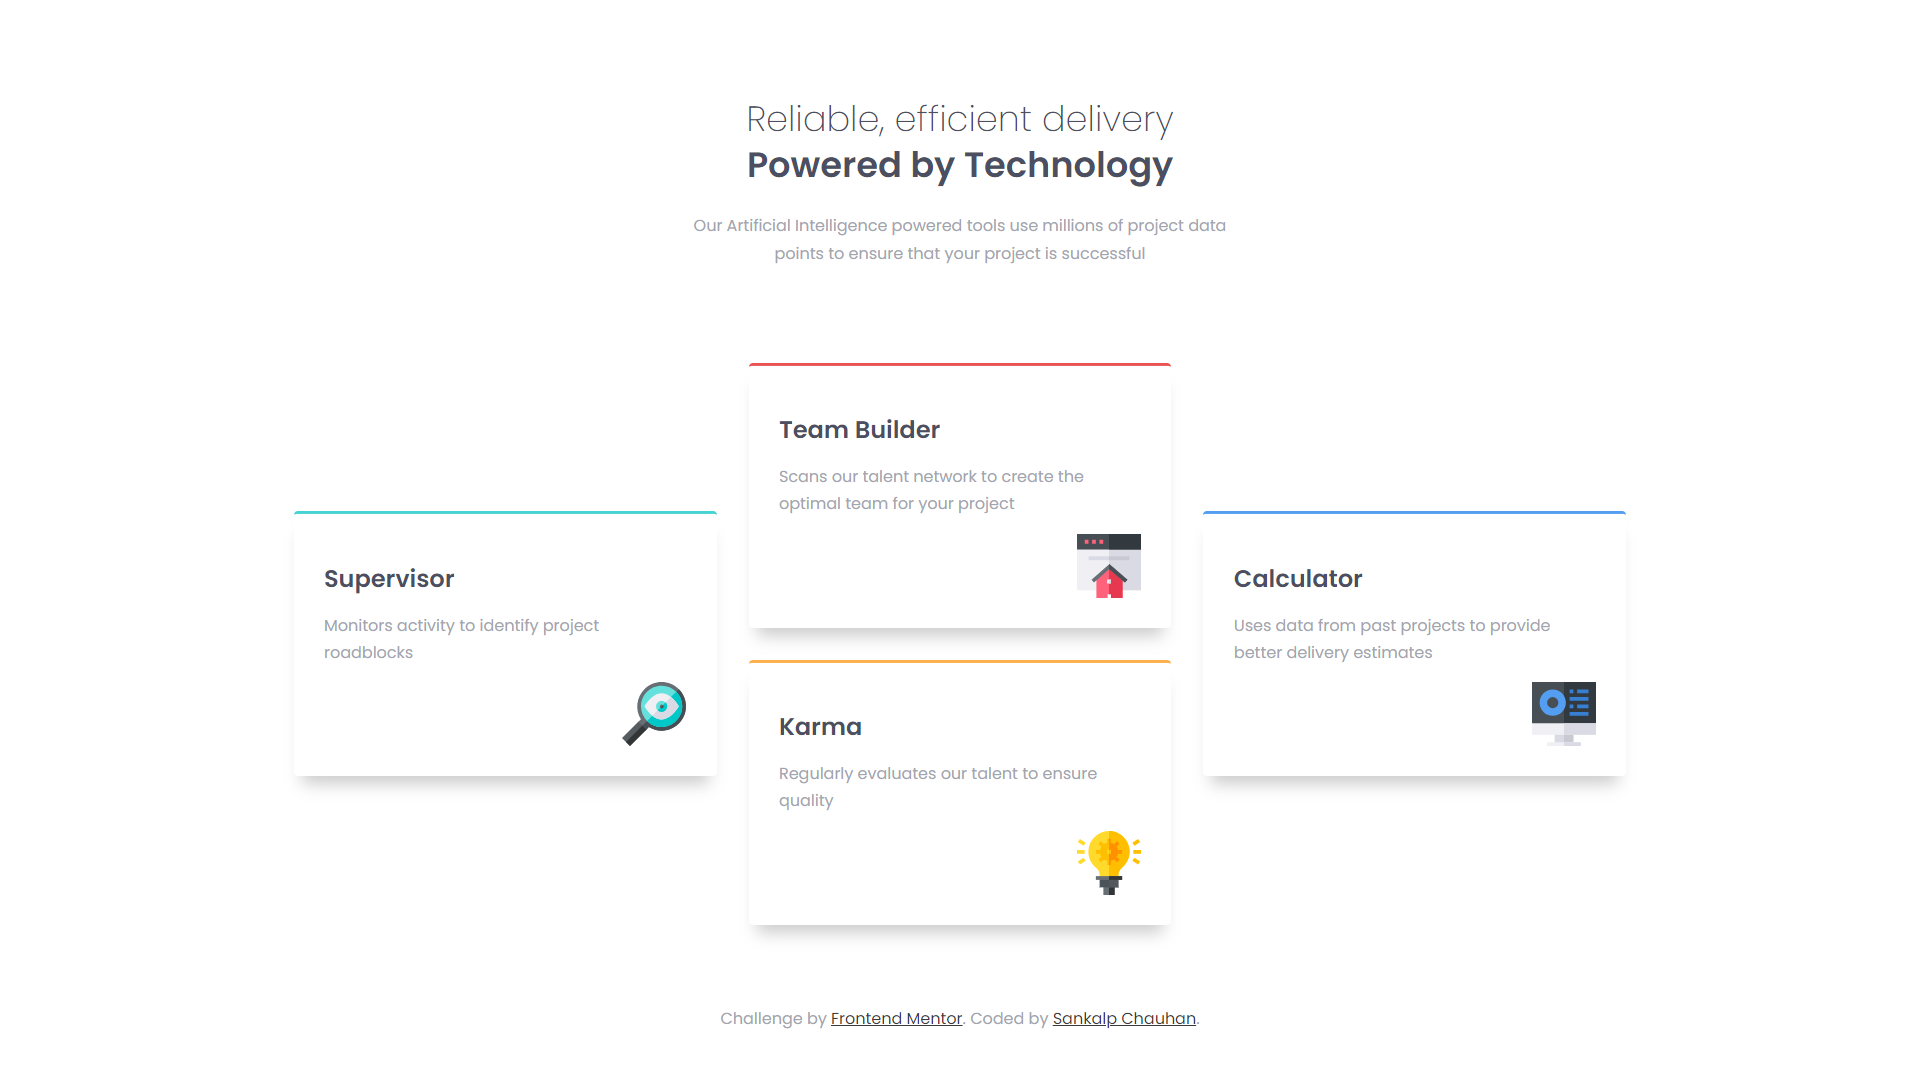 Reliable, efficient delivery
Powered by Technology
Our Artificial Intelligence powered tools use millions of project data
points to ensure that your project is successful
Supervisor
Monitors activity to identify project
roadblocks
Team Builder
Scans our talent network to create the
optimal team for your project
Karma
Regularly evaluates our talent to ensure
quality
Calculator
Uses data from past projects to provide
better delivery estimates
Challenge by Frontend Mentor. Coded by Sankalp Chauhan.